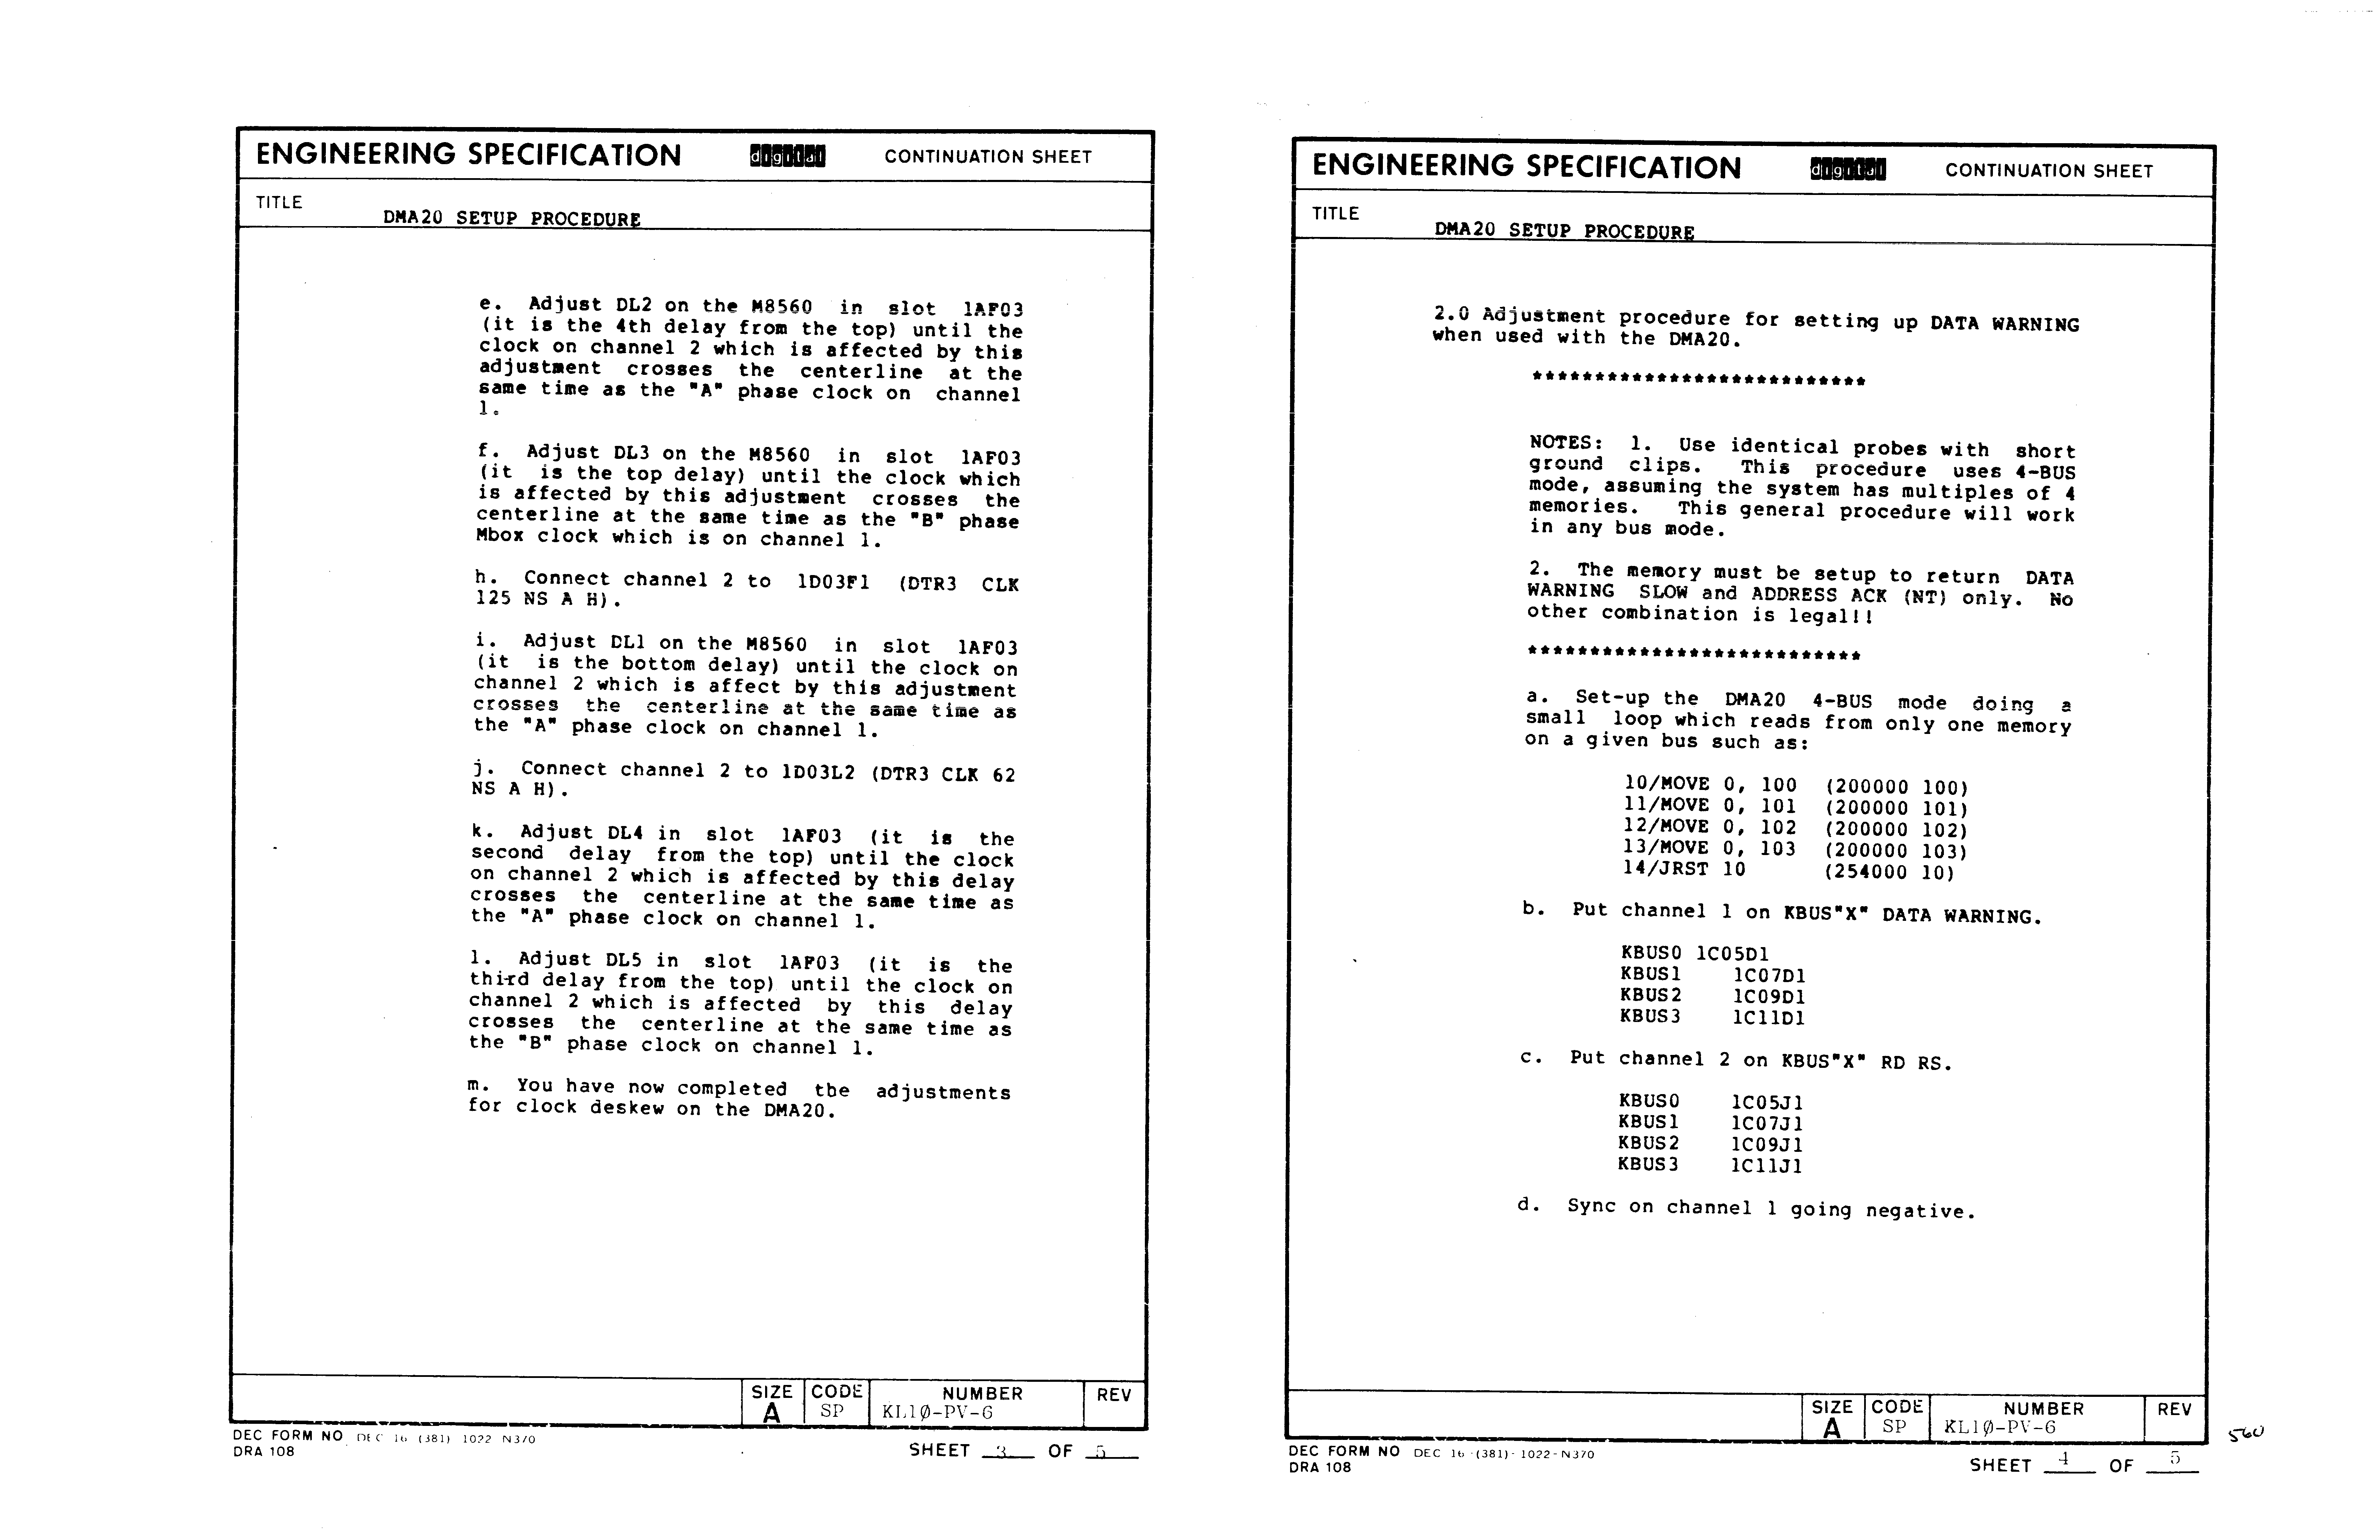 ENGINEERING SPECIFICATION digital CONTINUATION SHEET
TITLE
DMA20 SETUP PROCEDURE
e. Adjust DL2 on the M8560 in slot 1AF03
(it is the 4th delay from the top) until the
clock on channel 2 which is affected by this
adjustment crosses the centerline at the
same time as the "A" phase clock on channel
1.
f. Adjust DL3 on the M8560 in slot 1AF03
(it is the top delay) until the clock which
is affected by this adjustment crosses the
centerline at the same time as the "B" phase
Mbox clock which is on channel 1.
h. Connect channel 2 to 1D03F1 (DTR3 CLK
125 NS A H).
i. Adjust DL1 on the M8560 in slot 1AF03
(it is the bottom delay) until the clock on
channel 2 which is affect by this adjustment
crosses the centerline at the same time as
the "A" phase clock on channel 1.
j. Connect channel 2 to 1D03L2 (DTR3 CLK 62
NS A H).
k. Adjust DL4 in slot 1AF03 (it is the
second delay from the top) until the clock
on channel 2 which is affected by this delay
crosses the centerline at the same time as
the "A" phase clock on channel 1.
l. Adjust DL5 in slot 1AF03 (it is the
third delay from the top) until the clock on
channel 2 which is affected by this delay
crosses the centerline at the same time as
the "B" phase clock on channel 1.
m. You have now completed the adjustments
for clock deskew on the DMA20.
SIZE CODE NUMBER REV
A SP KL1Ø-PV-6
DEC FORM NO DEC 16 (381) 1022 N370
DRA 108
SHEET 3 OF 5
ENGINEERING SPECIFICATION digital CONTINUATION SHEET
TITLE
DMA20 SETUP PROCEDURE
2.0 Adjustment procedure for setting up DATA WARNING
when used with the DMA20.
***************************
NOTES: 1. Use identical probes with short
ground clips. This procedure uses 4-BUS
mode, assuming the system has multiples of 4
memories. This general procedure will work
in any bus mode.
2. The memory must be setup to return DATA
WARNING SLOW and ADDRESS ACK (NT) only. No
other combination is legal!!
***************************
a. Set-up the DMA20 4-BUS mode doing a
small loop which reads from only one memory
on a given bus such as:
10/MOVE 0, 100 (200000 100)
11/MOVE 0, 101 (200000 101)
12/MOVE 0, 102 (200000 102)
13/MOVE 0, 103 (200000 103)
14/JRST 10 (254000 10)
b. Put channel 1 on KBUS"X" DATA WARNING.
KBUS0 1C05D1
KBUS1 1C07D1
KBUS2 1C09D1
KBUS3 1C11D1
c. Put channel 2 on KBUS"X" RD RS.
KBUS0 1C05J1
KBUS1 1C07J1
KBUS2 1C09J1
KBUS3 1C11J1
d. Sync on channel 1 going negative.
SIZE CODE NUMBER REV
A SP KL1Ø-PV-6
DEC FORM NO DEC 16-(381)-1022-N370
DRA 108
SHEET 4 OF 5
560